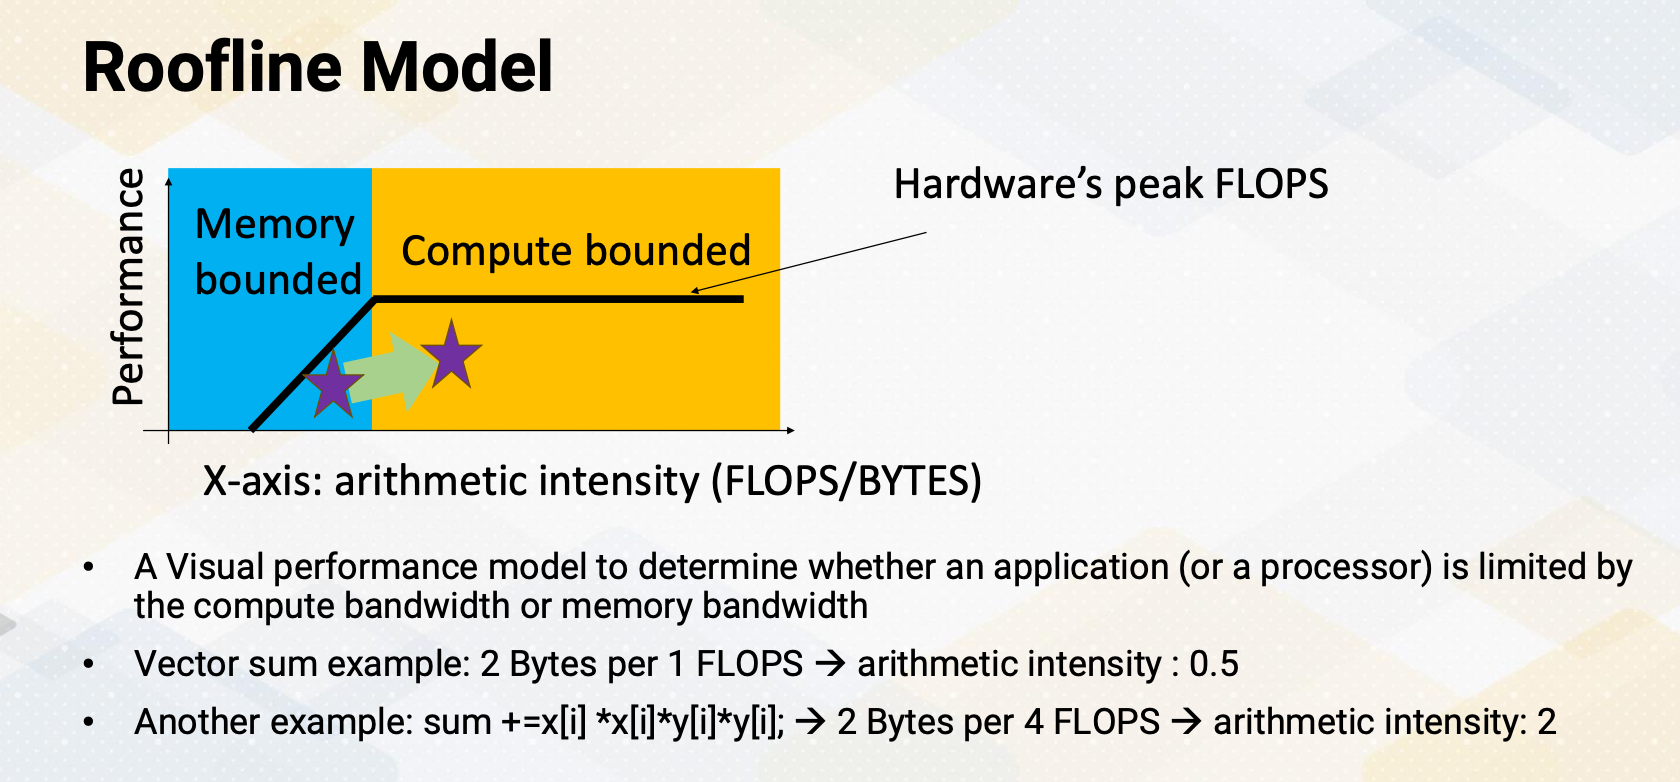 Roofline Model
Performance
Memory
bounded
Compute bounded
Hardware’s peak FLOPS
X-axis: arithmetic intensity (FLOPS/BYTES)
• A Visual performance model to determine whether an application (or a processor) is limited by
the compute bandwidth or memory bandwidth
• Vector sum example: 2 Bytes per 1 FLOPS → arithmetic intensity : 0.5
• Another example: sum +=x[i] *x[i]*y[i]*y[i]; → 2 Bytes per 4 FLOPS → arithmetic intensity: 2